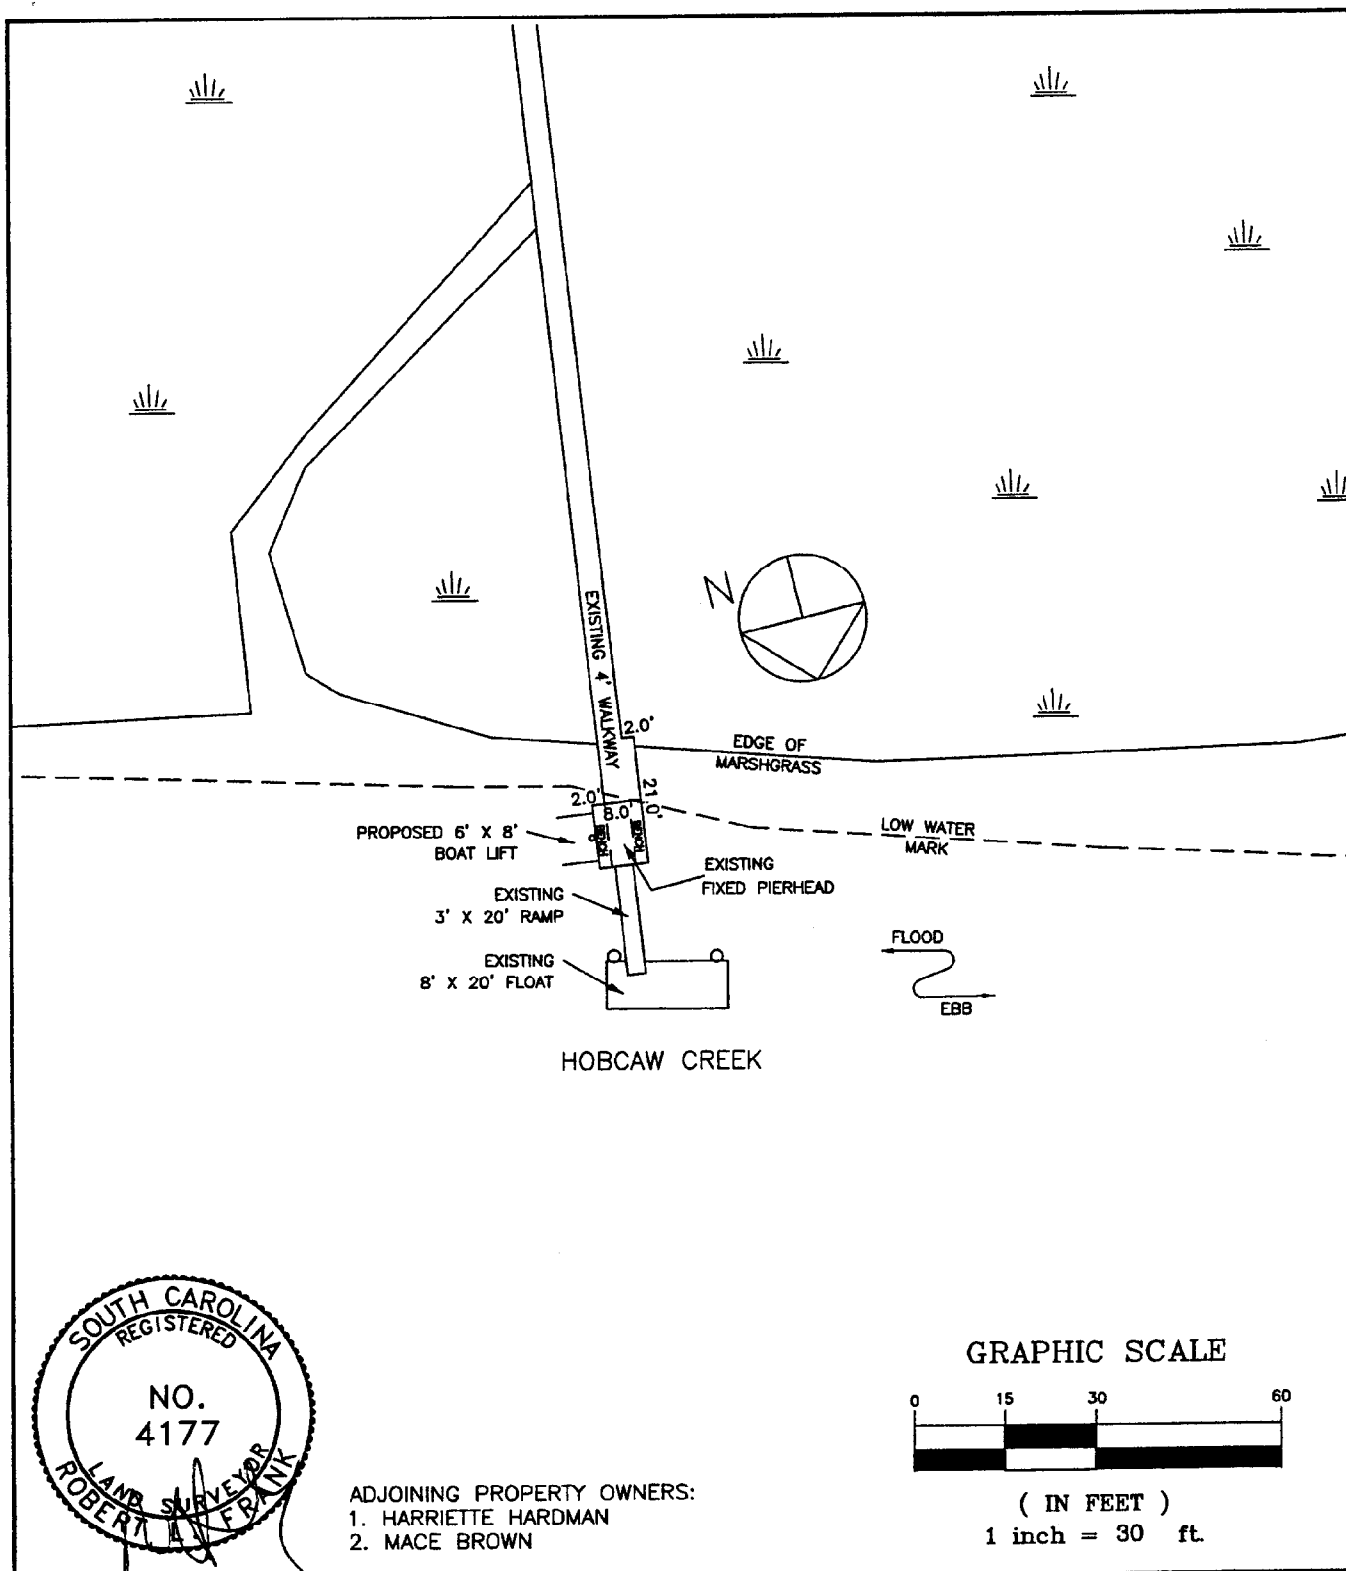 N
EXISTING 4' WALKWAY
2.0'
EDGE OF
MARSHGRASS
21.0'
2.0'
8.0'
LOW WATER
MARK
PROPOSED 6' X 8'
BOAT LIFT
BENCH
BENCH
EXISTING
FIXED PIERHEAD
EXISTING
3' X 20' RAMP
EXISTING
8' X 20' FLOAT
FLOOD
EBB
HOBCAW CREEK
SOUTH CAROLINA
REGISTERED
NO.
4177
LAND SURVEYOR
ROBERT L. FRANK
ADJOINING PROPERTY OWNERS:
1. HARRIETTE HARDMAN
2. MACE BROWN
GRAPHIC SCALE
0 15 30 60
( IN FEET )
1 inch = 30 ft.